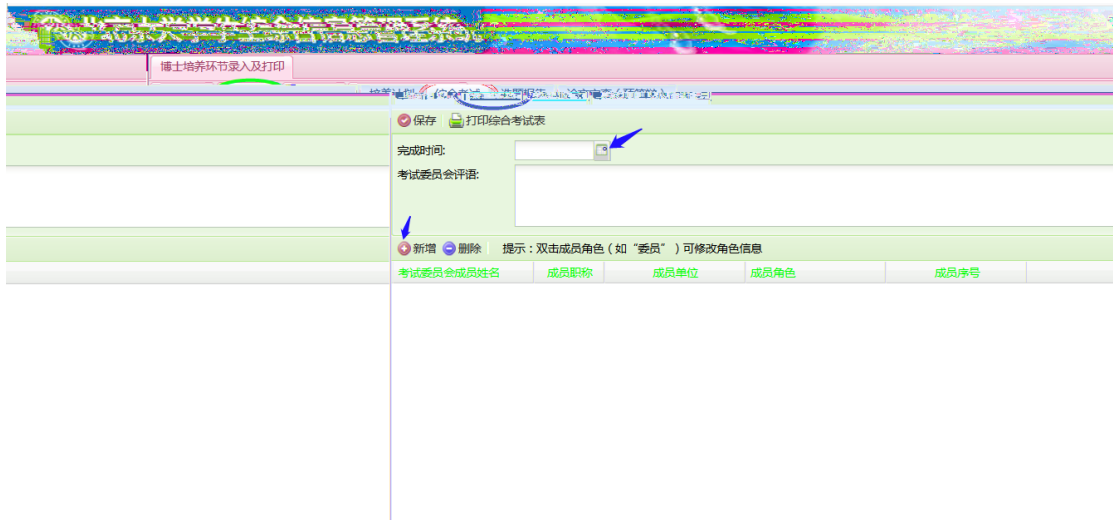 博士培养环节录入及打印
综合考试
保存 打印综合考试表
完成时间:
考试委员会评语:
新增 删除 提示：双击成员角色（如“委员”）可修改角色信息
考试委员会成员姓名 成员职称 成员单位 成员角色 成员序号